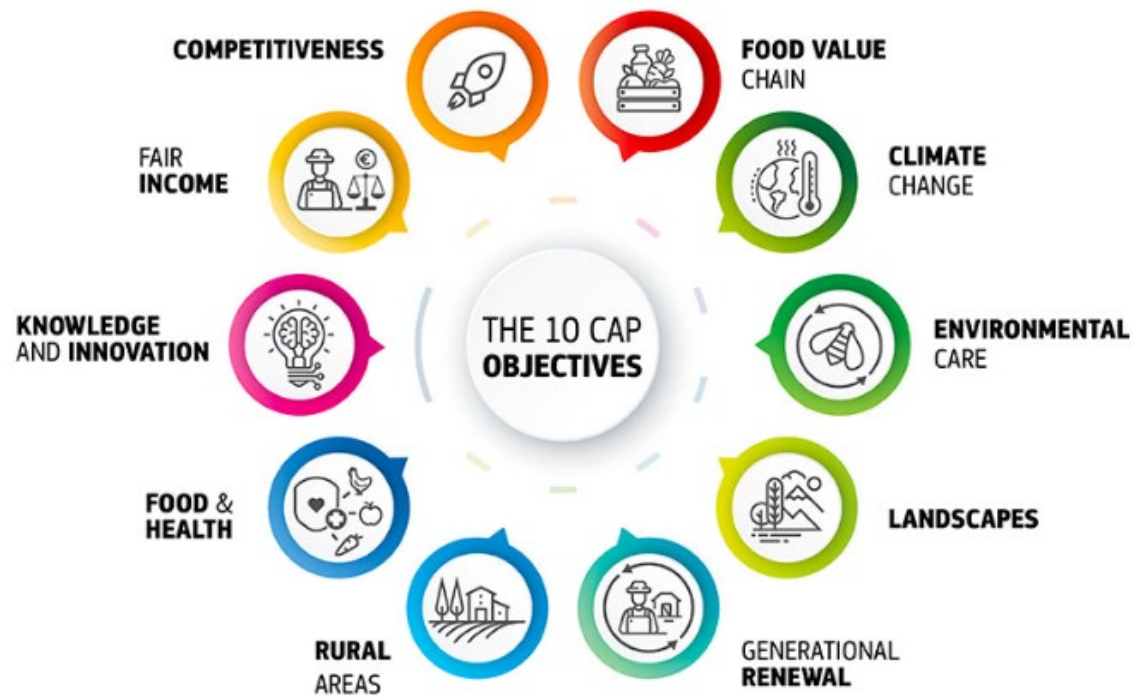 COMPETITIVENESS
FOOD VALUE
CHAIN
FAIR
INCOME
€
CLIMATE
CHANGE
KNOWLEDGE
AND INNOVATION
THE 10 CAP
OBJECTIVES
ENVIRONMENTAL
CARE
FOOD &
HEALTH
LANDSCAPES
RURAL
AREAS
GENERATIONAL
RENEWAL